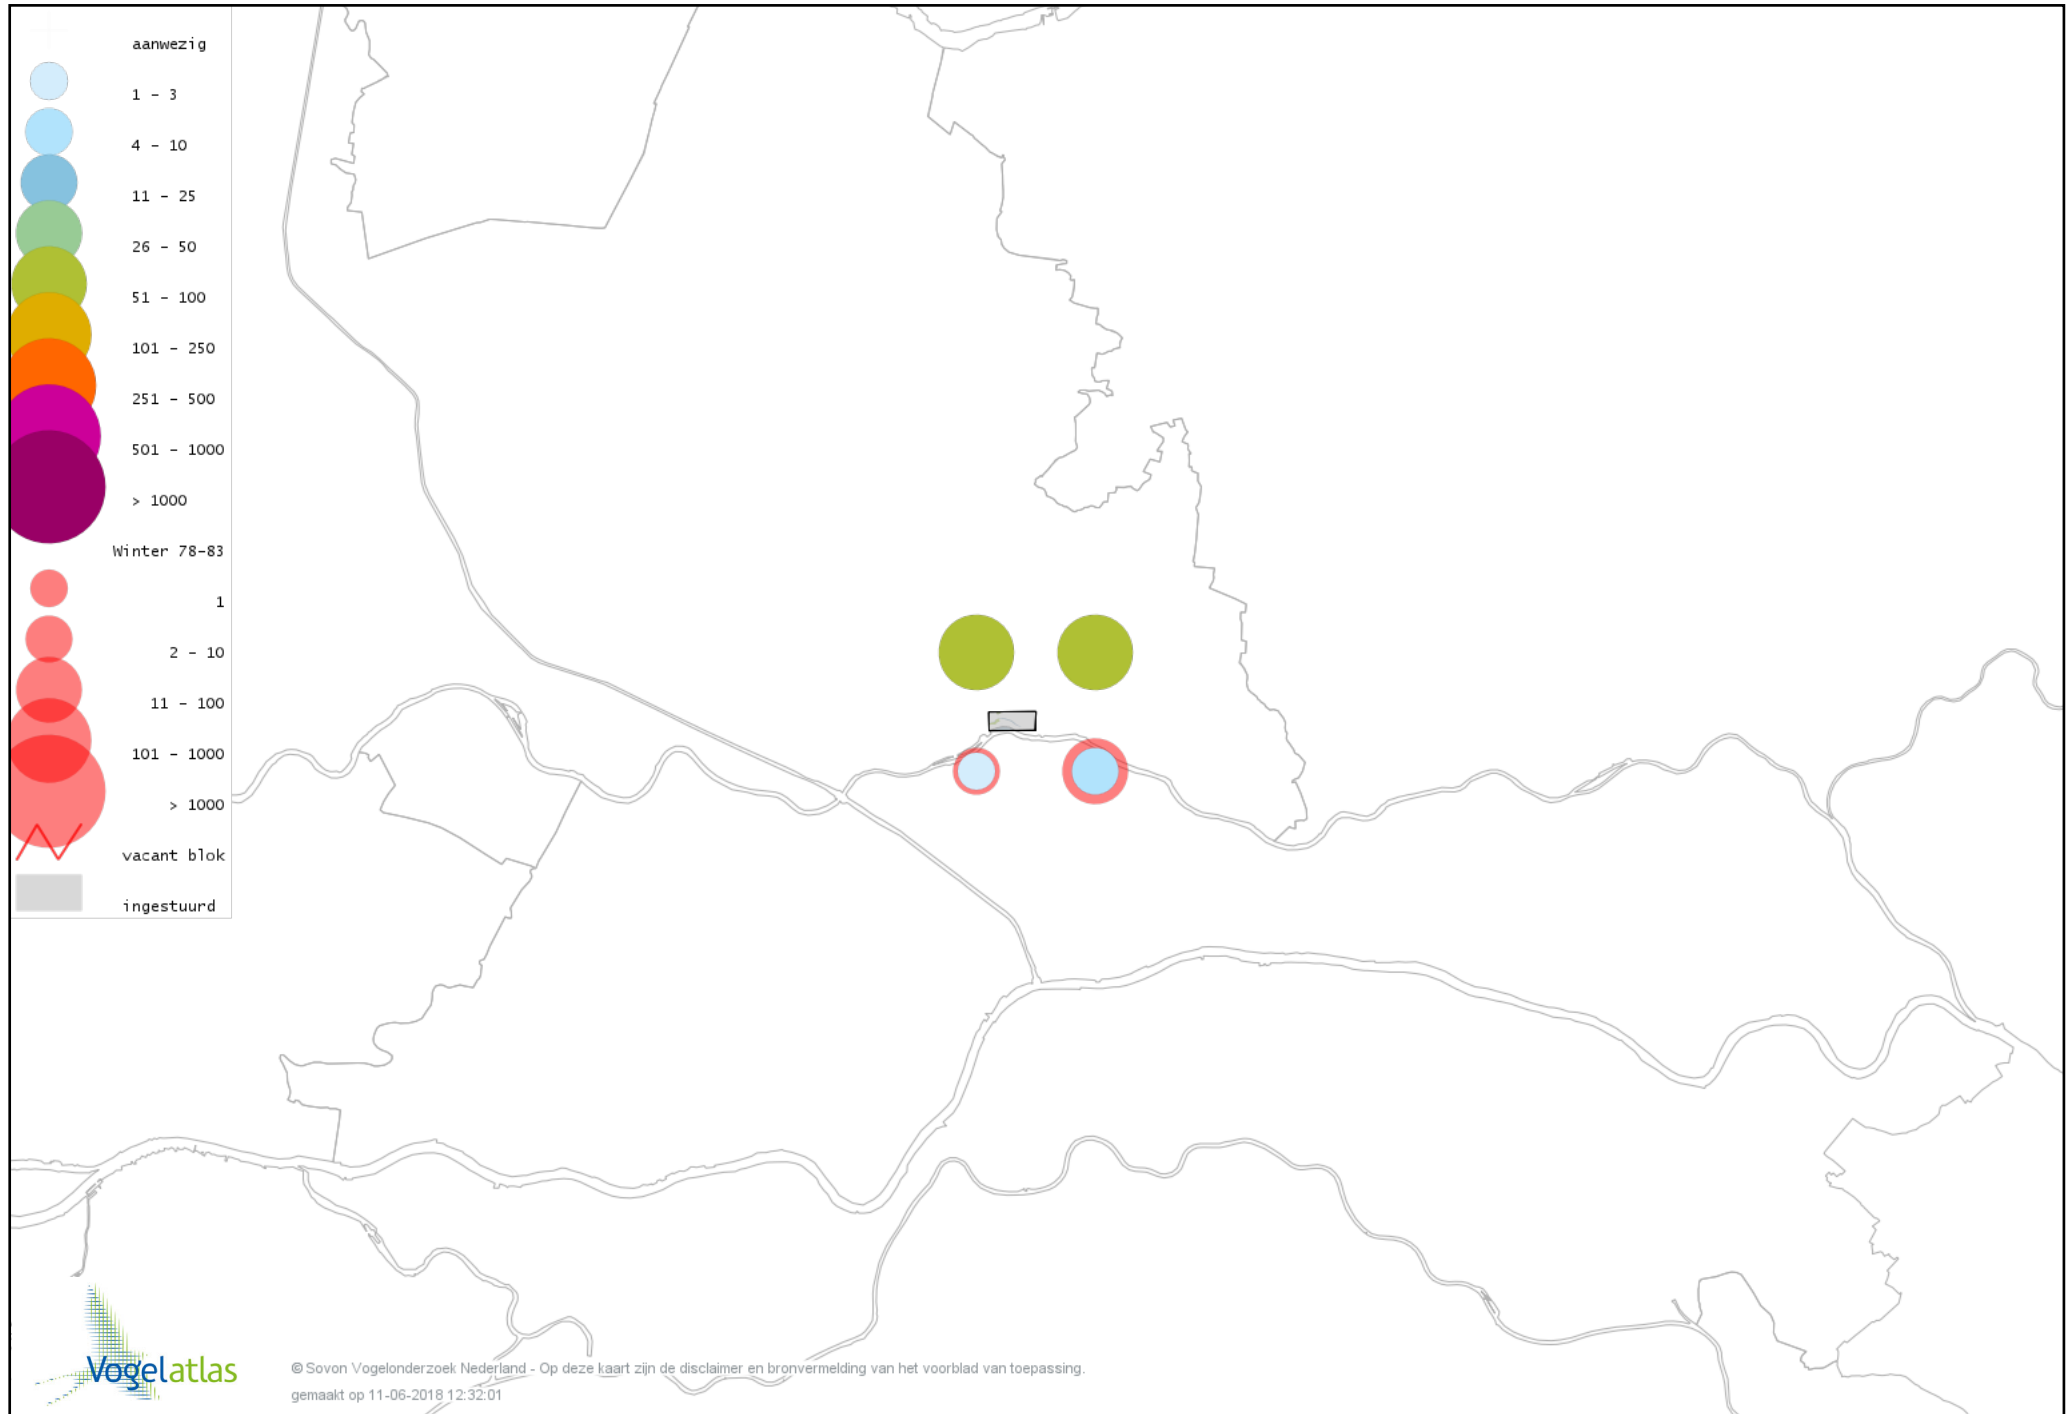 aanwezig
1 - 3
4 - 10
11 - 25
26 - 50
51 - 100
101 - 250
251 - 500
501 - 1000
> 1000
Winter 78-83
1
2 - 10
11 - 100
101 - 1000
> 1000
vacant blok
ingestuurd
Vogelatlas
© Sovon Vogelonderzoek Nederland - Op deze kaart zijn de disclaimer en bronvermelding van het voorblad van toepassing.
gemaakt op 11-06-2018 12:32:01